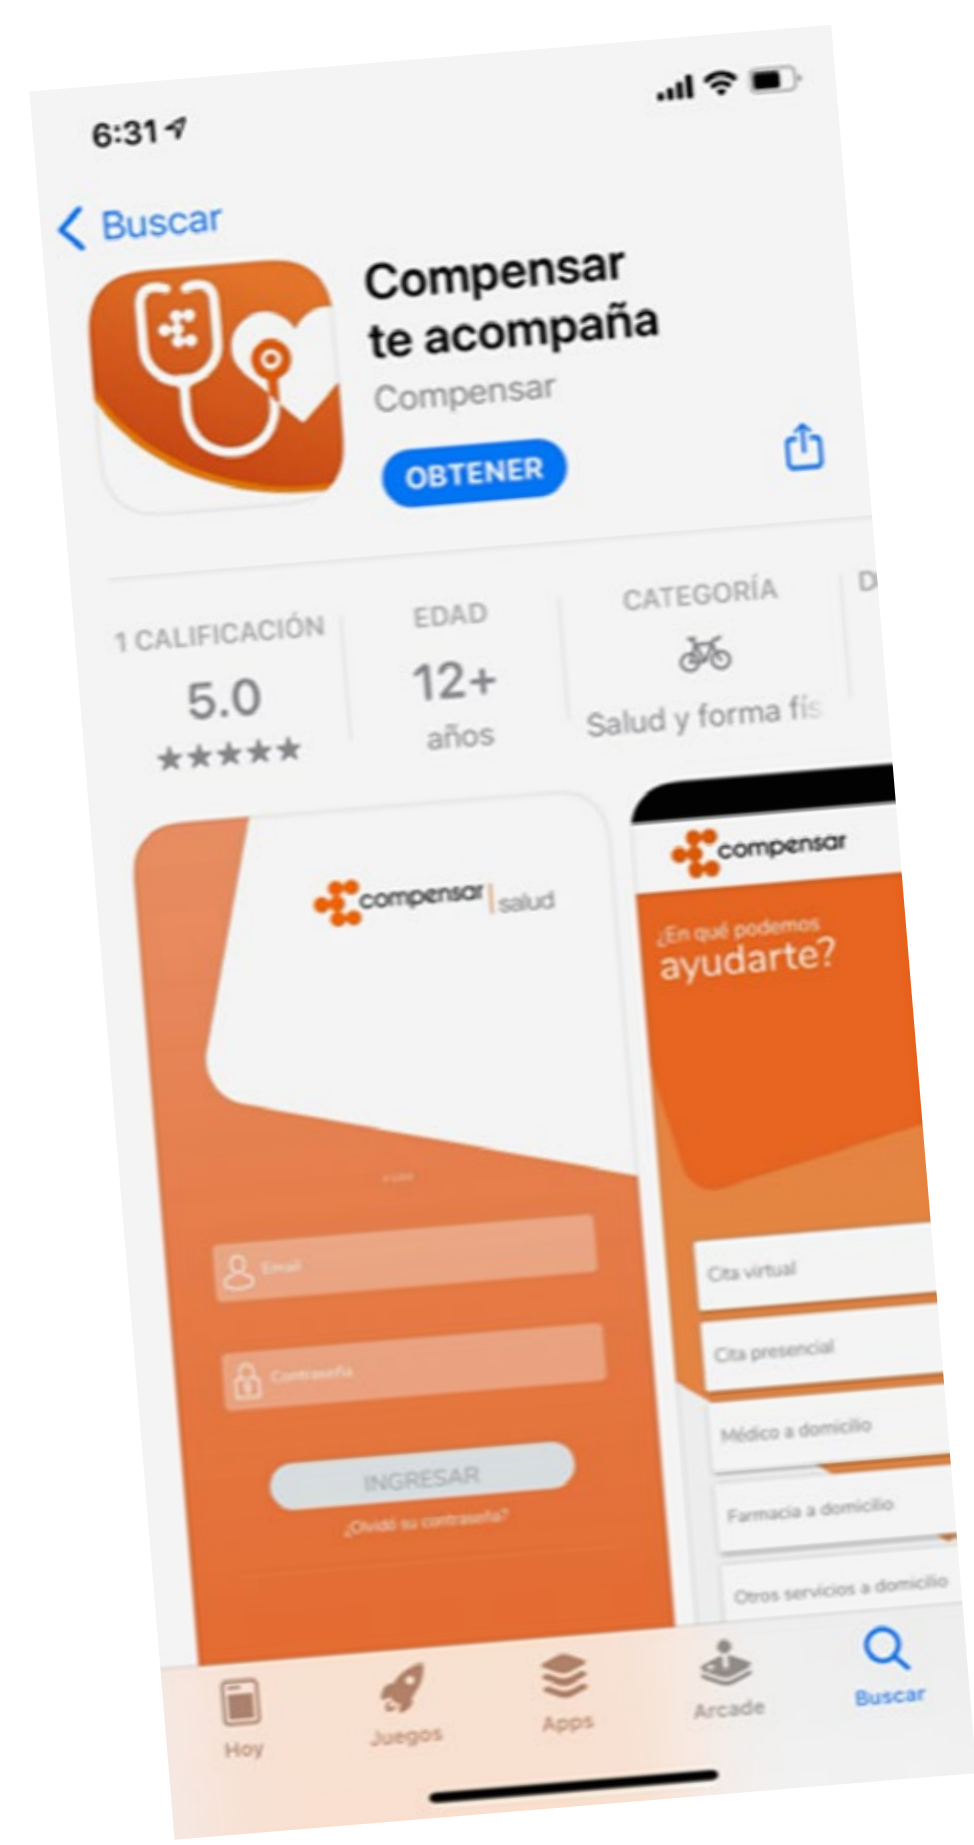 6:31
Buscar
Compensar
te acompaña
Compensar
OBTENER
1 CALIFICACIÓN
5.0
EDAD
12+
años
CATEGORÍA
Salud y forma fís
D
compensar salud
Email
Contraseña
INGRESAR
¿Olvidó su contraseña?
compensar
¿En qué podemos
ayudarte?
Cita virtual
Cita presencial
Médico a domicilio
Farmacia a domicilio
Otros servicios a domicilio
Hoy
Juegos
Apps
Arcade
Buscar